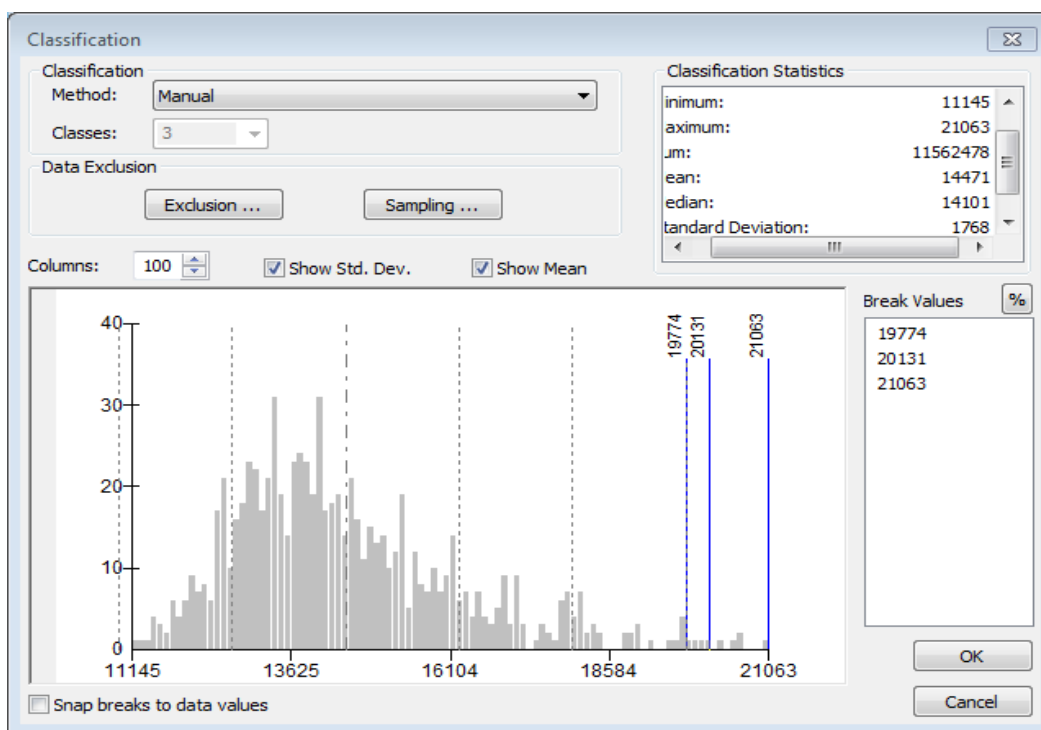 Classification
Classification
Method: Manual
Classes: 3
Data Exclusion
Exclusion ...
Sampling ...
Classification Statistics
inimum: 11145
aximum: 21063
um: 11562478
ean: 14471
edian: 14101
tandard Deviation: 1768
Columns: 100
Show Std. Dev.
Show Mean
Break Values
%
19774
20131
21063
40
30
20
10
0
19774
20131
21063
11145 13625 16104 18584 21063
Snap breaks to data values
OK
Cancel